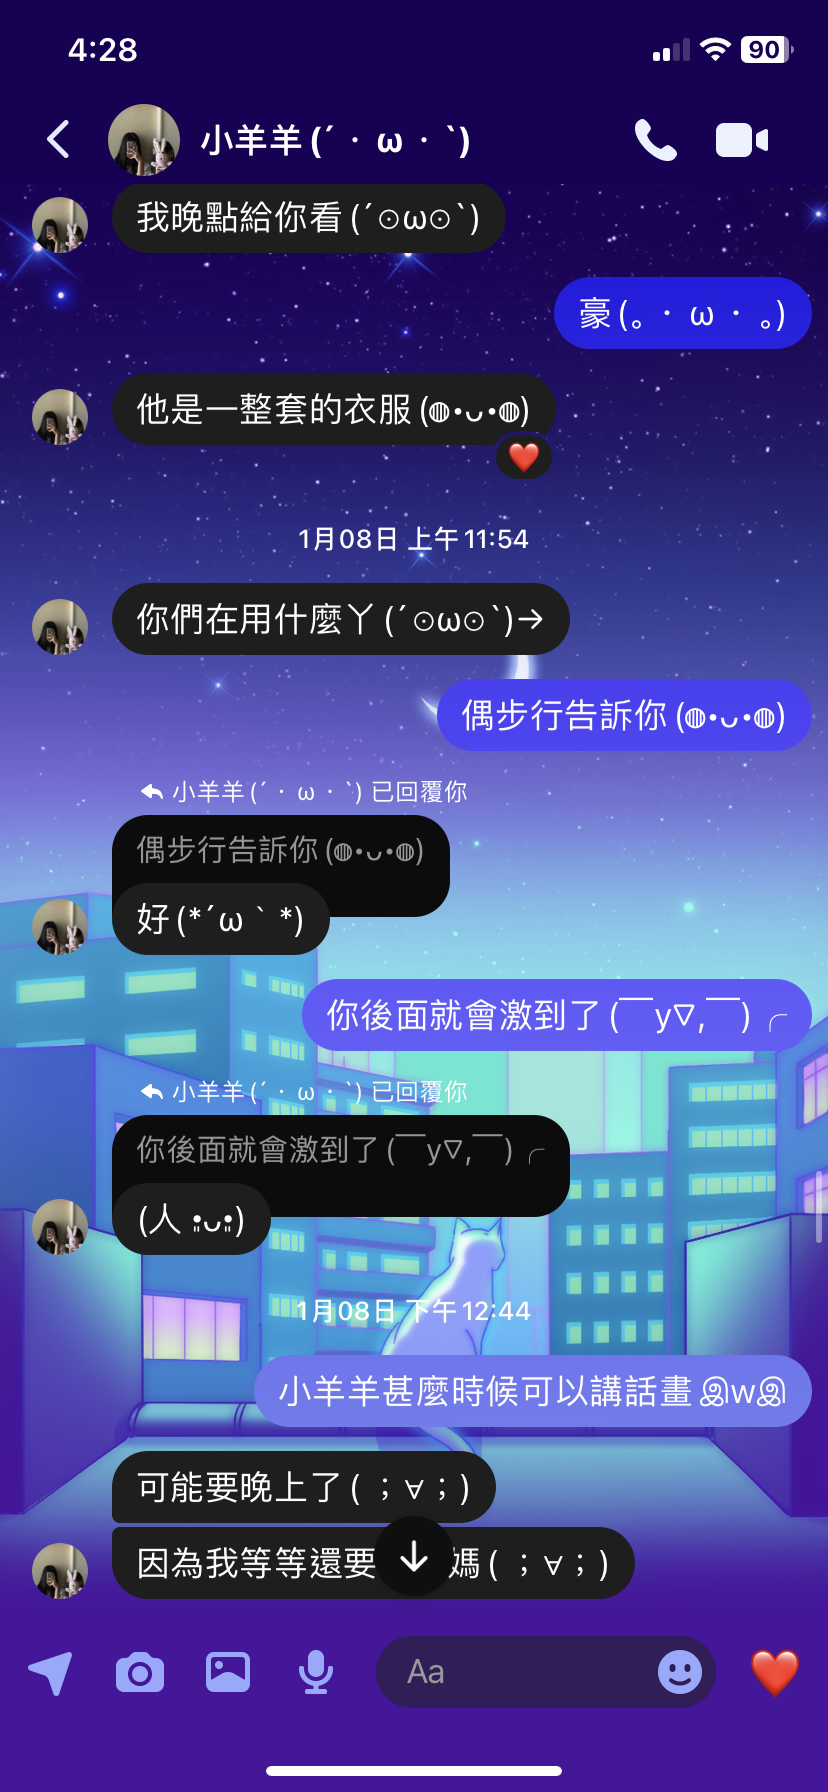 4:28
90
小羊羊 (´・ω・`)
我晚點給你看 (´⊙ω⊙`)
豪 (。・ω・。)
他是一整套的衣服 (◍•ᴗ•◍)
1月08日 上午11:54
你們在用什麼丫 (´⊙ω⊙`)→
偶步行告訴你 (◍•ᴗ•◍)
小羊羊 (´・ω・`) 已回覆你
偶步行告訴你 (◍•ᴗ•◍)
好 (*´ω`*)
你後面就會激到了 (￣y▽,￣)╭
小羊羊 (´・ω・`) 已回覆你
你後面就會激到了 (￣y▽,￣)╭
(人 •͈ᴗ•͈)
1月08日 下午12:44
小羊羊甚麼時候可以講話畫 இwஇ
可能要晚上了 ( ；∀；)
因為我等等還要 媽 ( ；∀；)
Aa